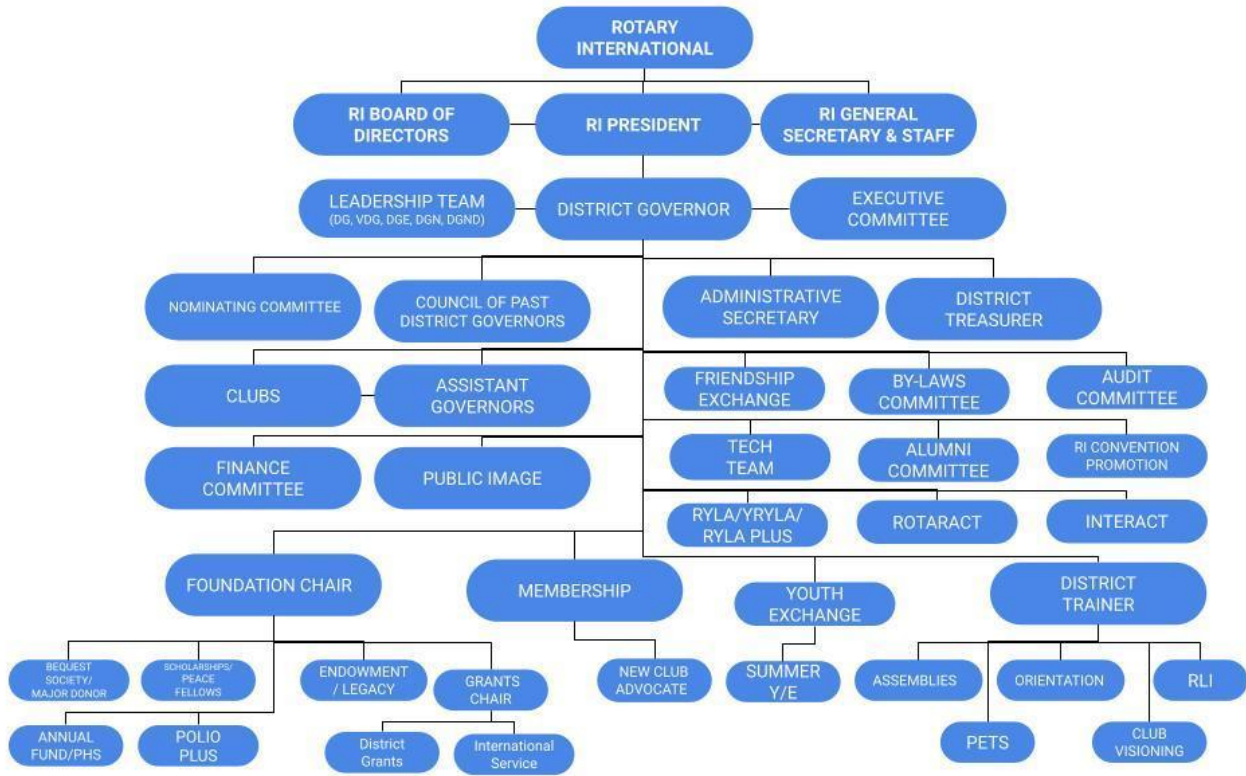 ROTARY
INTERNATIONAL
RI BOARD OF
DIRECTORS
RI PRESIDENT
RI GENERAL
SECRETARY & STAFF
LEADERSHIP TEAM
(DG, VDG, DGE, DGN, DGND)
DISTRICT GOVERNOR
EXECUTIVE
COMMITTEE
NOMINATING COMMITTEE
COUNCIL OF PAST
DISTRICT GOVERNORS
ADMINISTRATIVE
SECRETARY
DISTRICT
TREASURER
CLUBS
ASSISTANT
GOVERNORS
FRIENDSHIP
EXCHANGE
BY-LAWS
COMMITTEE
AUDIT
COMMITTEE
FINANCE
COMMITTEE
PUBLIC IMAGE
TECH
TEAM
ALUMNI
COMMITTEE
RI CONVENTION
PROMOTION
RYLA/YRYLA/
RYLA PLUS
ROTARACT
INTERACT
FOUNDATION CHAIR
MEMBERSHIP
YOUTH
EXCHANGE
DISTRICT
TRAINER
BEQUEST
SOCIETY/
MAJOR DONOR
SCHOLARSHIPS/
PEACE
FELLOWS
ENDOWMENT
/ LEGACY
GRANTS
CHAIR
NEW CLUB
ADVOCATE
SUMMER
Y/E
ASSEMBLIES
ORIENTATION
RLI
ANNUAL
FUND/PHS
POLIO
PLUS
District
Grants
International
Service
PETS
CLUB
VISIONING